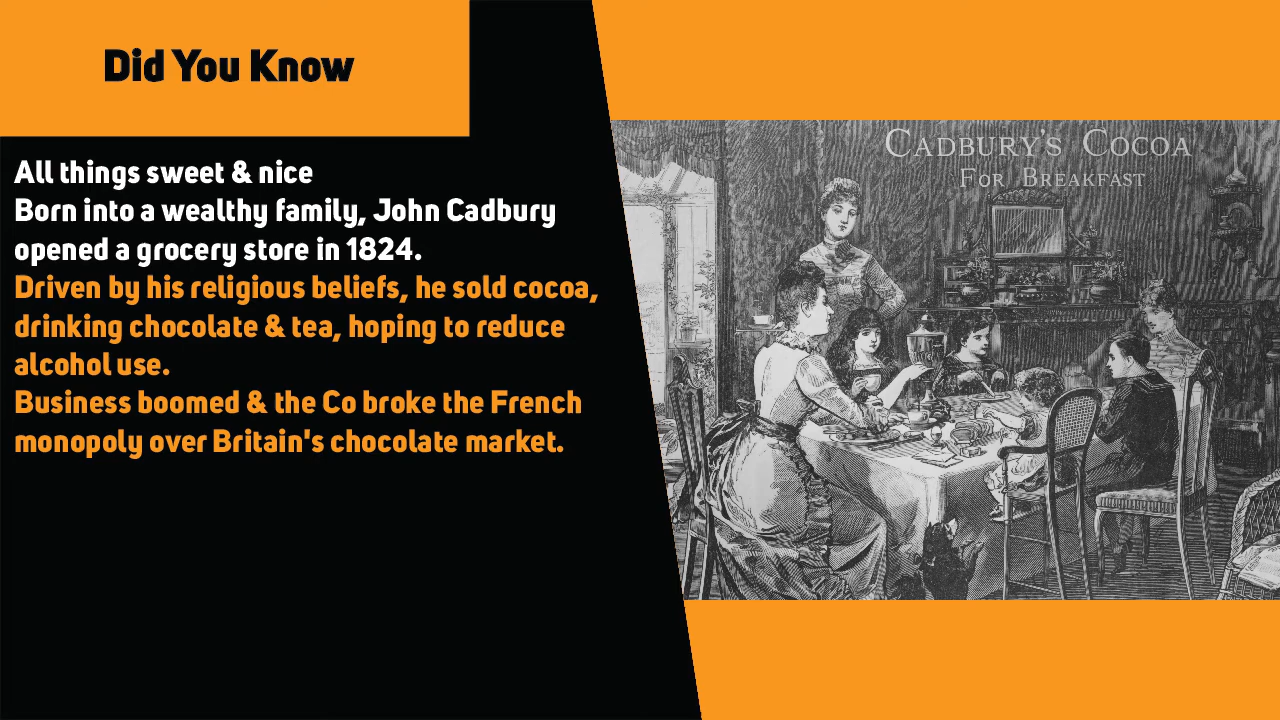 Did You Know
All things sweet & nice
Born into a wealthy family, John Cadbury
opened a grocery store in 1824.
Driven by his religious beliefs, he sold cocoa,
drinking chocolate & tea, hoping to reduce
alcohol use.
Business boomed & the Co broke the French
monopoly over Britain's chocolate market.
CADBURY'S COCOA
FOR BREAKFAST